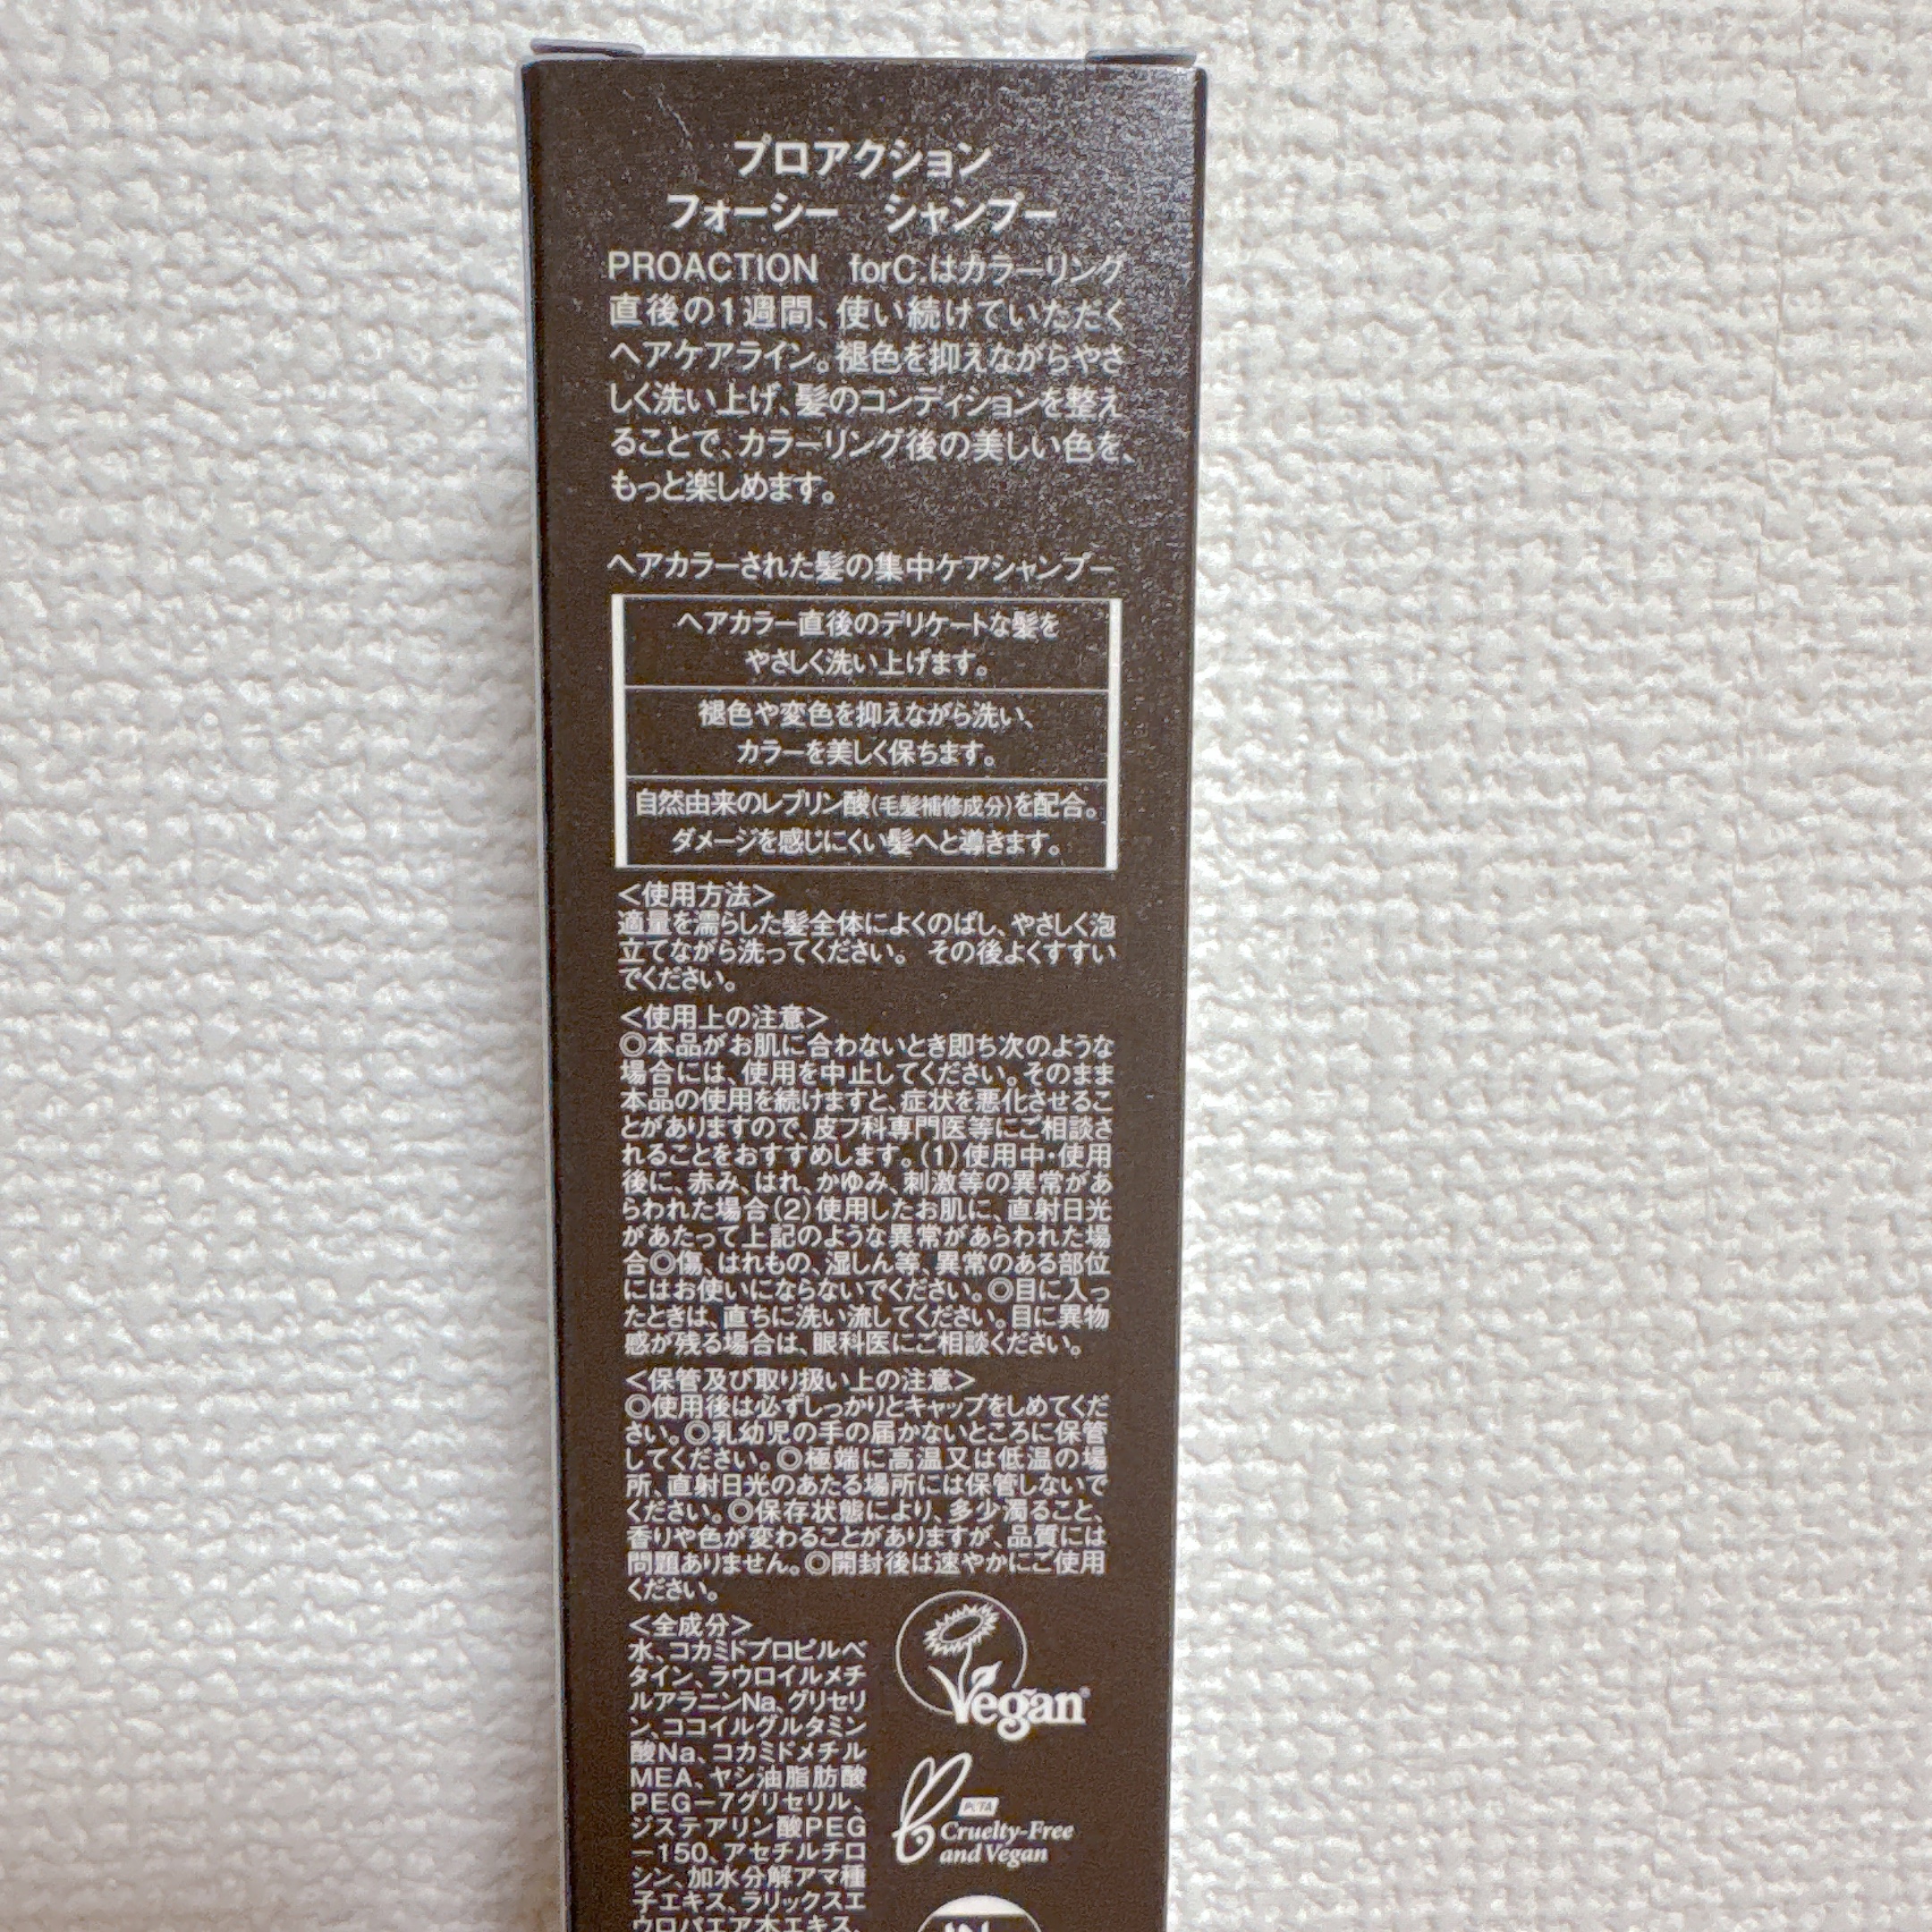 プロアクション
フォーシー　シャンプー
PROACTION　forC はカラーリング
直後の1週間、使い続けていただく
ヘアケアライン。褪色を抑えながらやさ
しく洗い上げ、髪のコンディションを整え
ることで、カラーリング後の美しい色を、
もっと楽しめます。
ヘアカラーされた髪の集中ケアシャンプー
ヘアカラー直後のデリケートな髪を
やさしく洗い上げます。
褪色や変色を抑えながら洗い、
カラーを美しく保ちます。
自然由来のレブリン酸(毛髪補修成分)を配合。
ダメージを感じにくい髪へと導きます。
＜使用方法＞
適量を濡らした髪全体によくのばし、やさしく泡
立てながら洗ってください。 その後よくすすい
でください。
＜使用上の注意＞
◎本品がお肌に合わないとき即ち次のような
場合には、使用を中止してください。そのまま
本品の使用を続けますと、症状を悪化させるこ
とがありますので、皮フ科専門医等にご相談さ
れることをおすすめします。(1)使用中・使用
後に、赤み、はれ、かゆみ、刺激等の異常があ
らわれた場合(2)使用したお肌に、直射日光
があたって上記のような異常があらわれた場
合◎傷、はれもの、湿しん等、異常のある部位
にはお使いにならないでください。◎目に入っ
たときは、直ちに洗い流してください。目に異物
感が残る場合は、眼科医にご相談ください。
＜保管及び取り扱い上の注意＞
◎使用後は必ずしっかりとキャップをしめてくだ
さい。◎乳幼児の手の届かないところに保管
してください。◎極端に高温又は低温の場
所、直射日光のあたる場所には保管しないで
ください。◎保存状態により、多少濁ること、
香りや色が変わることがありますが、品質には
問題ありません。◎開封後は速やかにご使用
ください。
＜全成分＞
水、コカミドプロピルベ
タイン、ラウロイルメチ
ルアラニンNa、グリセリ
ン、ココイルグルタミン
酸Na、コカミドメチル
MEA、ヤシ油脂肪酸
PEG－7グリセリル、
ジステアリン酸PEG
－150、アセチルチロ
シン、加水分解アマ種
子エキス、ラリックスエ
ウロパエア木エキス、
Vegan®
PETA
Cruelty-Free
and Vegan